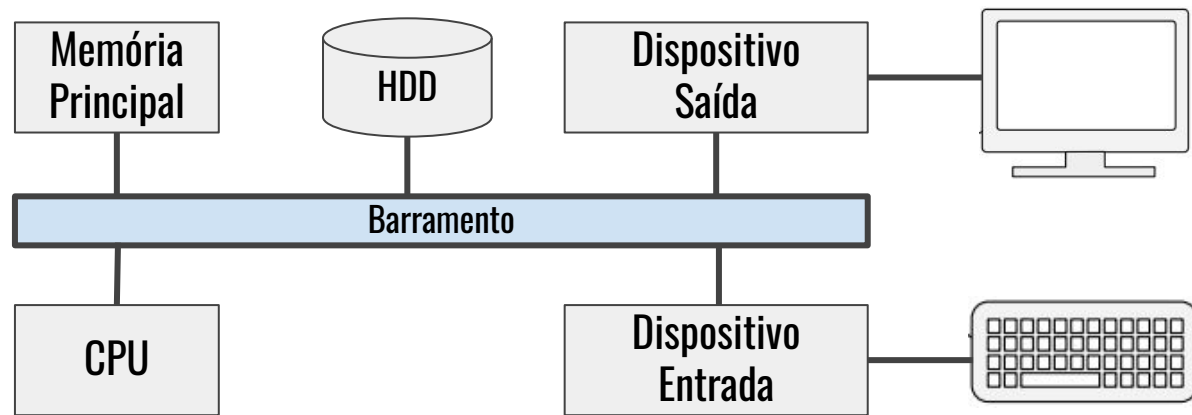 Memória
Principal
HDD
Dispositivo
Saída
Barramento
CPU
Dispositivo
Entrada